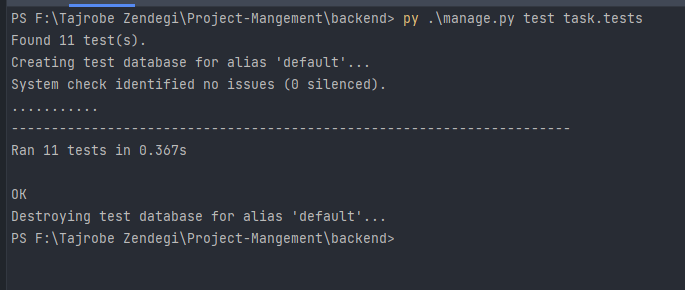 PS F:\Tajrobe Zendegi\Project-Mangement\backend> py .\manage.py test task.tests
Found 11 test(s).
Creating test database for alias 'default'...
System check identified no issues (0 silenced).
...........
----------------------------------------------------------------------
Ran 11 tests in 0.367s

OK
Destroying test database for alias 'default'...
PS F:\Tajrobe Zendegi\Project-Mangement\backend>